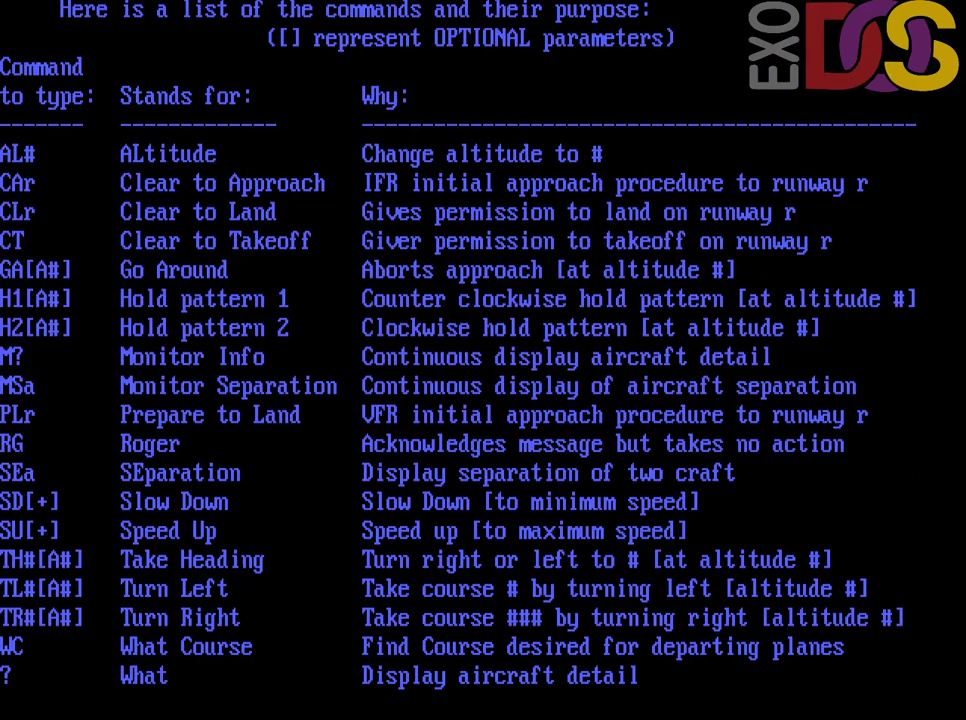 Here is a list of the commands and their purpose:
([] represent OPTIONAL parameters)
EXO DOS
Command
to type: Stands for: Why:
------- ------------- ----------------------------------------------
AL# ALtitude Change altitude to #
CAr Clear to Approach IFR initial approach procedure to runway r
CLr Clear to Land Gives permission to land on runway r
CT Clear to Takeoff Giver permission to takeoff on runway r
GA[A#] Go Around Aborts approach [at altitude #]
H1[A#] Hold pattern 1 Counter clockwise hold pattern [at altitude #]
H2[A#] Hold pattern 2 Clockwise hold pattern [at altitude #]
M? Monitor Info Continuous display aircraft detail
MSa Monitor Separation Continuous display of aircraft separation
PLr Prepare to Land VFR initial approach procedure to runway r
RG Roger Acknowledges message but takes no action
SEa SEparation Display separation of two craft
SD[+] Slow Down Slow Down [to minimum speed]
SU[+] Speed Up Speed up [to maximum speed]
TH#[A#] Take Heading Turn right or left to # [at altitude #]
TL#[A#] Turn Left Take course # by turning left [altitude #]
TR#[A#] Turn Right Take course ### by turning right [altitude #]
WC What Course Find Course desired for departing planes
? What Display aircraft detail